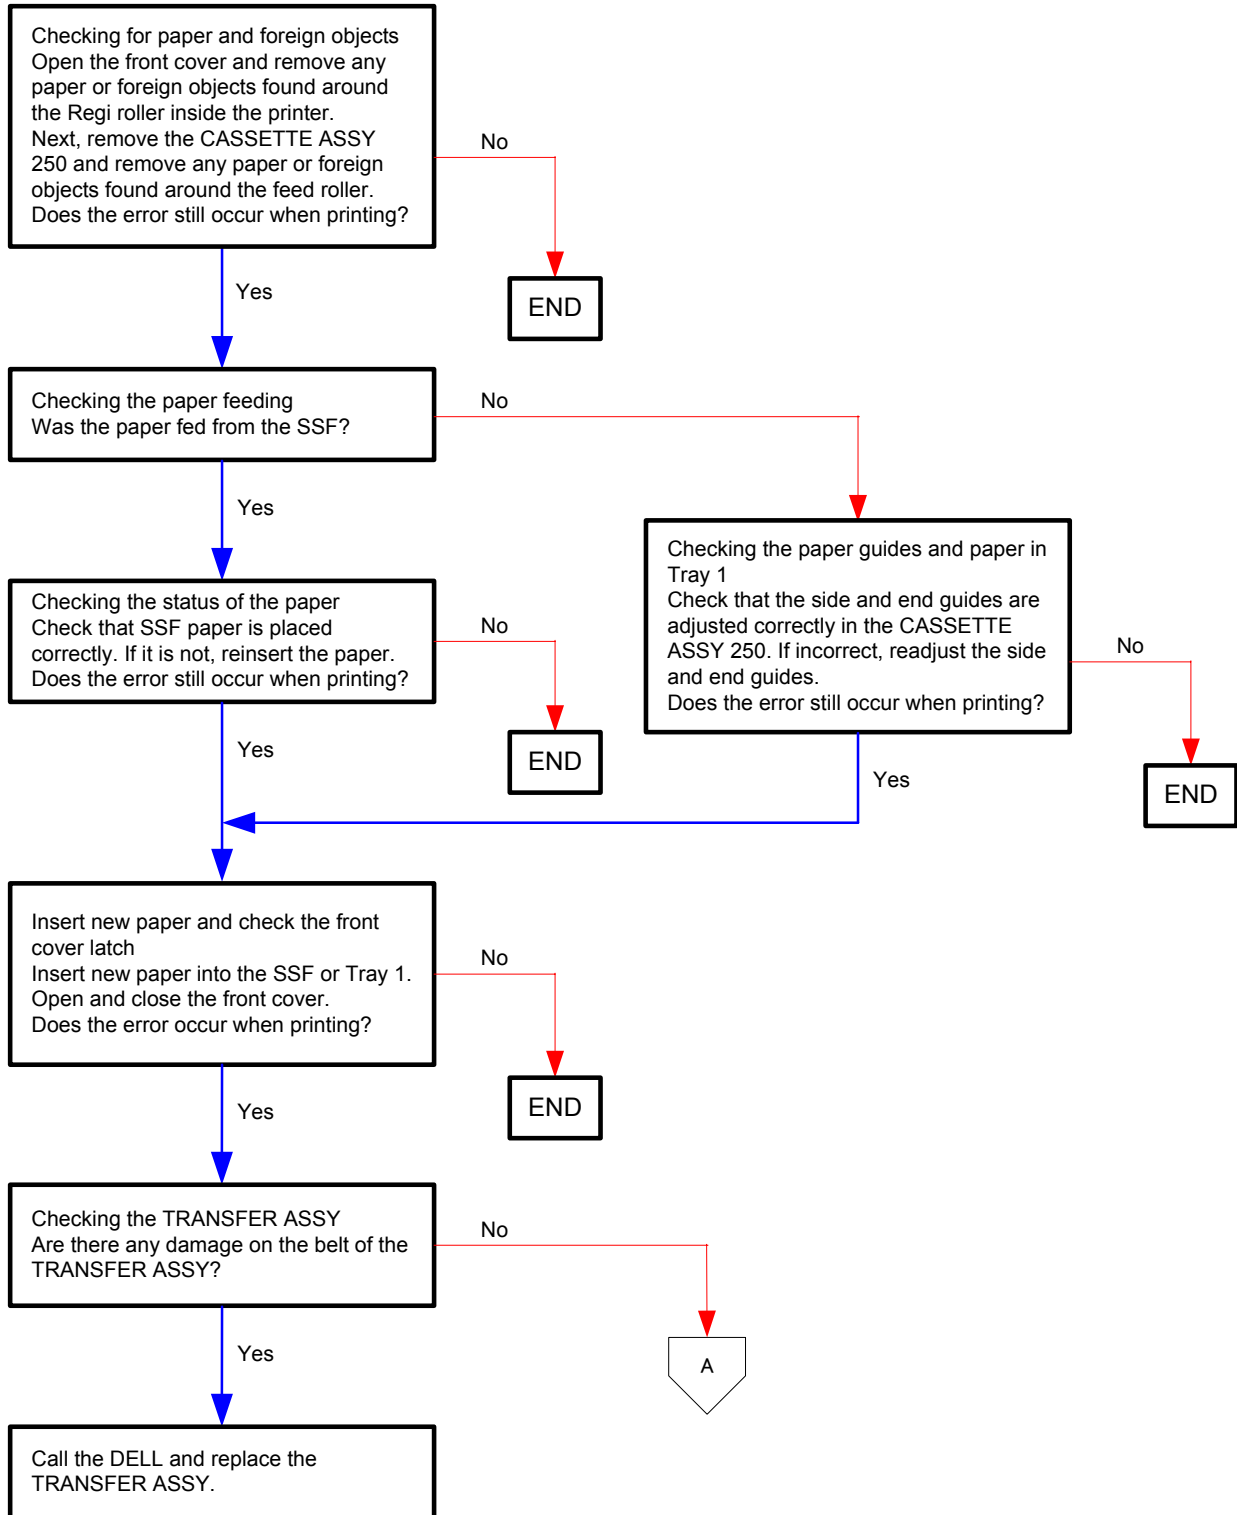 Checking for paper and foreign objects
Open the front cover and remove any
paper or foreign objects found around
the Regi roller inside the printer.
Next, remove the CASSETTE ASSY
250 and remove any paper or foreign
objects found around the feed roller.
Does the error still occur when printing?
No
END
Yes
Checking the paper feeding
Was the paper fed from the SSF?
No
Yes
Checking the paper guides and paper in
Tray 1
Check that the side and end guides are
adjusted correctly in the CASSETTE
ASSY 250. If incorrect, readjust the side
and end guides.
Does the error still occur when printing?
No
END
Yes
Checking the status of the paper
Check that SSF paper is placed
correctly. If it is not, reinsert the paper.
Does the error still occur when printing?
No
END
Yes
Insert new paper and check the front
cover latch
Insert new paper into the SSF or Tray 1.
Open and close the front cover.
Does the error occur when printing?
No
END
Yes
Checking the TRANSFER ASSY
Are there any damage on the belt of the
TRANSFER ASSY?
No
A
Yes
Call the DELL and replace the
TRANSFER ASSY.